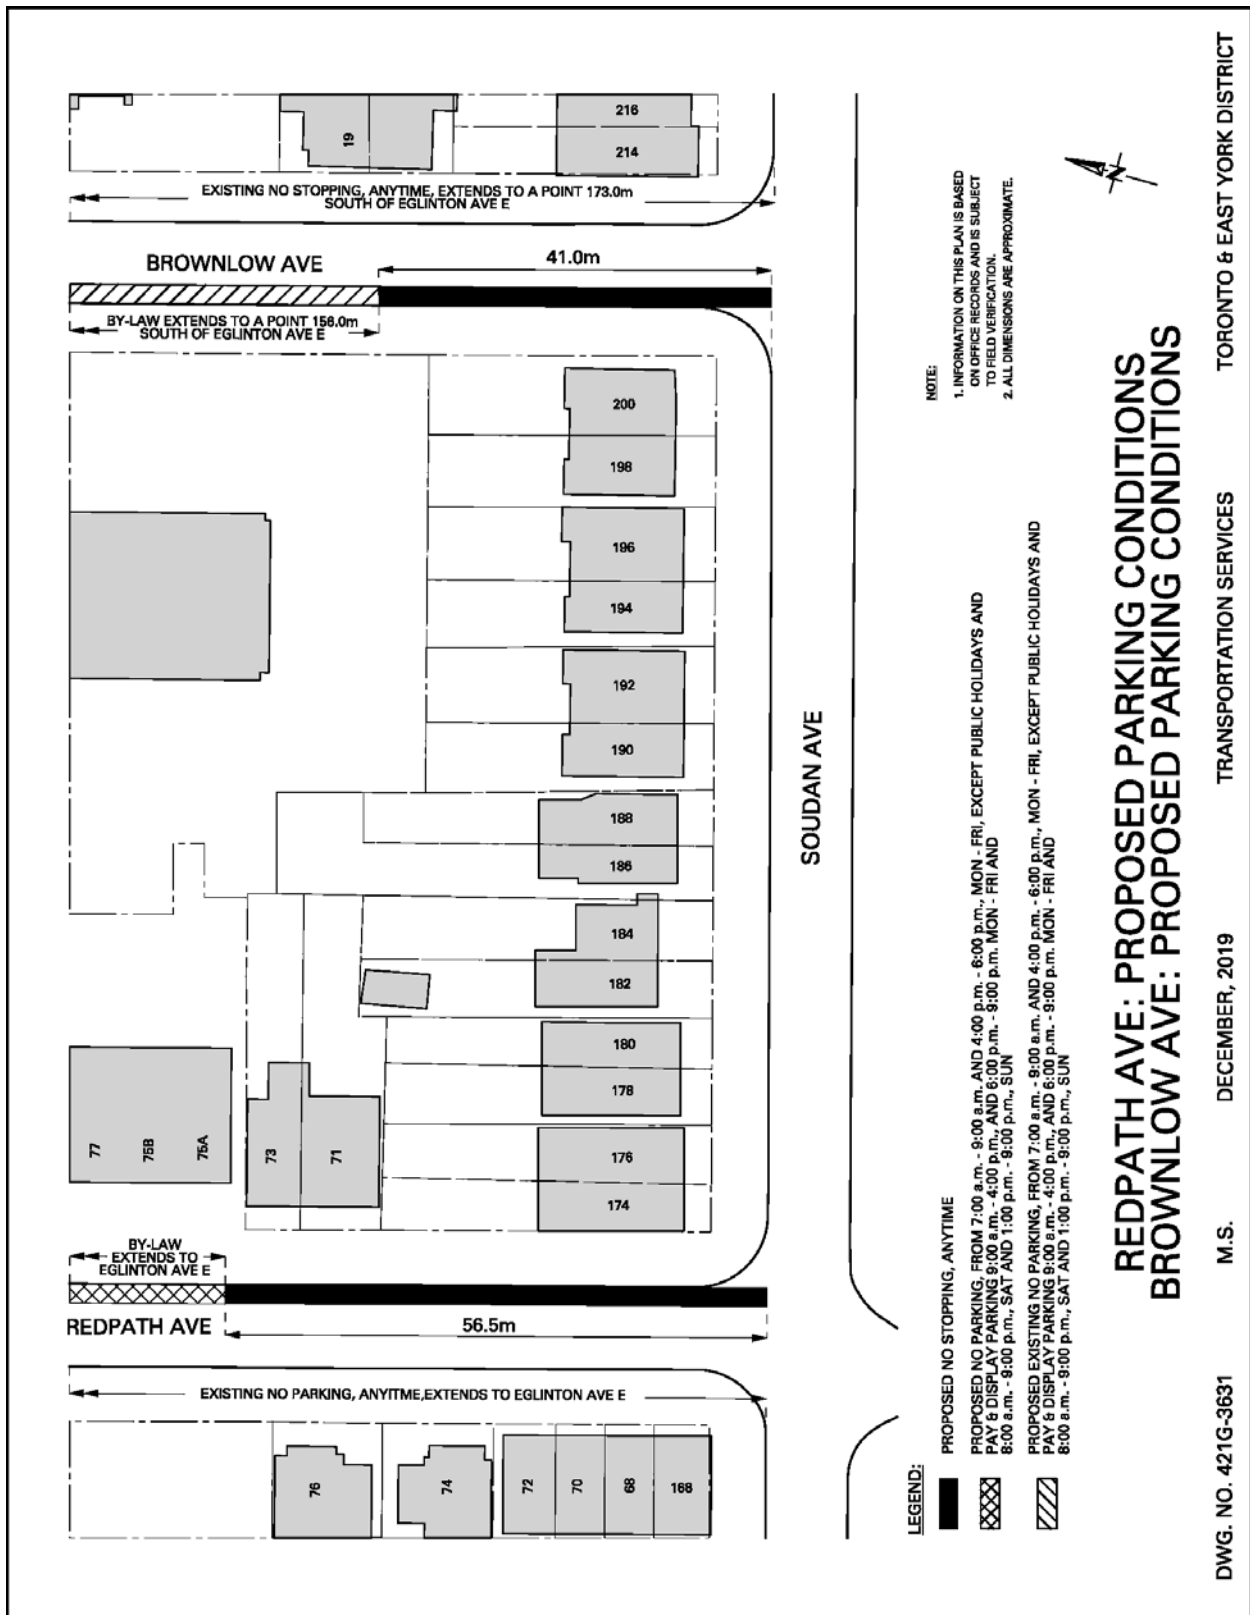 216
214
19
EXISTING NO STOPPING, ANYTIME, EXTENDS TO A POINT 173.0m
SOUTH OF EGLINTON AVE E
BROWNLOW AVE
41.0m
BY-LAW EXTENDS TO A POINT 156.0m
SOUTH OF EGLINTON AVE E
200
198
196
194
192
190
188
186
184
182
180
178
176
174
77
75B
75A
73
71
SOUDAN AVE
BY-LAW
EXTENDS TO
EGLINTON AVE E
REDPATH AVE
56.5m
EXISTING NO PARKING, ANYITME,EXTENDS TO EGLINTON AVE E
76
74
72
70
68
168
N
NOTE:
1. INFORMATION ON THIS PLAN IS BASED
ON OFFICE RECORDS AND IS SUBJECT
TO FIELD VERIFICATION.
2. ALL DIMENSIONS ARE APPROXIMATE.
LEGEND:
PROPOSED NO STOPPING, ANYTIME
PROPOSED NO PARKING, FROM 7:00 a.m. - 9:00 a.m. AND 4:00 p.m. - 6:00 p.m., MON - FRI, EXCEPT PUBLIC HOLIDAYS AND
PAY & DISPLAY PARKING 9:00 a.m. - 4:00 p.m., AND 6:00 p.m. - 9:00 p.m. MON - FRI AND
8:00 a.m. - 9:00 p.m., SAT AND 1:00 p.m. - 9:00 p.m., SUN
PROPOSED EXISTING NO PARKING, FROM 7:00 a.m. - 9:00 a.m. AND 4:00 p.m. - 6:00 p.m., MON - FRI, EXCEPT PUBLIC HOLIDAYS AND
PAY & DISPLAY PARKING 9:00 a.m. - 4:00 p.m., AND 6:00 p.m. - 9:00 p.m. MON - FRI AND
8:00 a.m. - 9:00 p.m., SAT AND 1:00 p.m. - 9:00 p.m., SUN
REDPATH AVE: PROPOSED PARKING CONDITIONS
BROWNLOW AVE: PROPOSED PARKING CONDITIONS
DWG. NO. 421G-3631 M.S. DECEMBER, 2019 TRANSPORTATION SERVICES TORONTO & EAST YORK DISTRICT